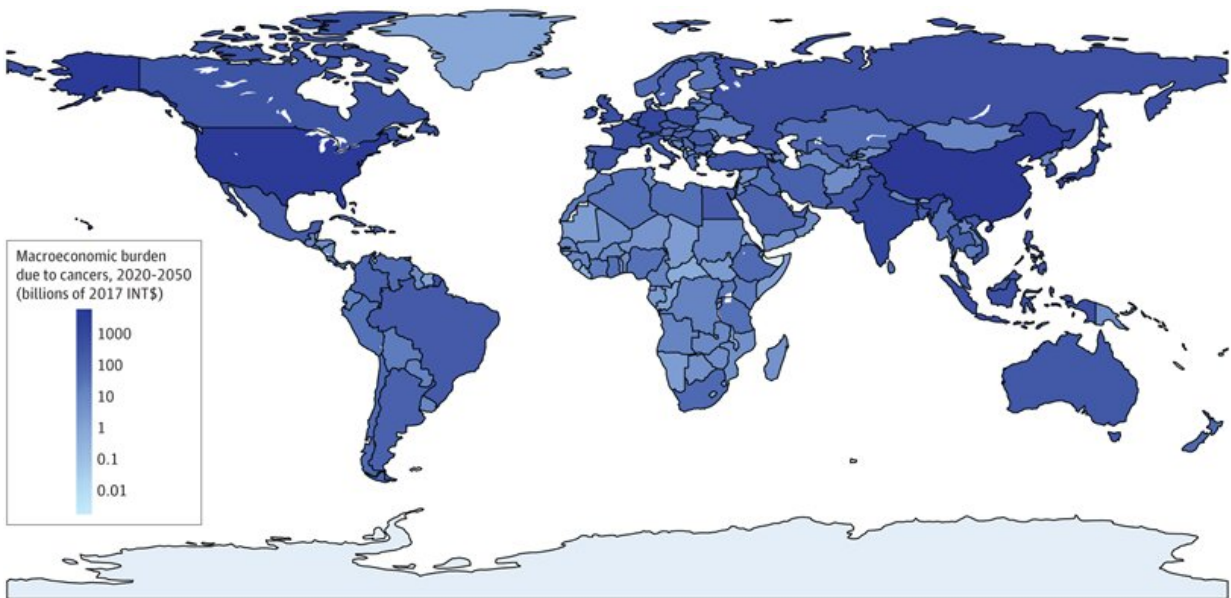 Macroeconomic burden
due to cancers, 2020-2050
(billions of 2017 INT$)
1000
100
10
1
0.1
0.01